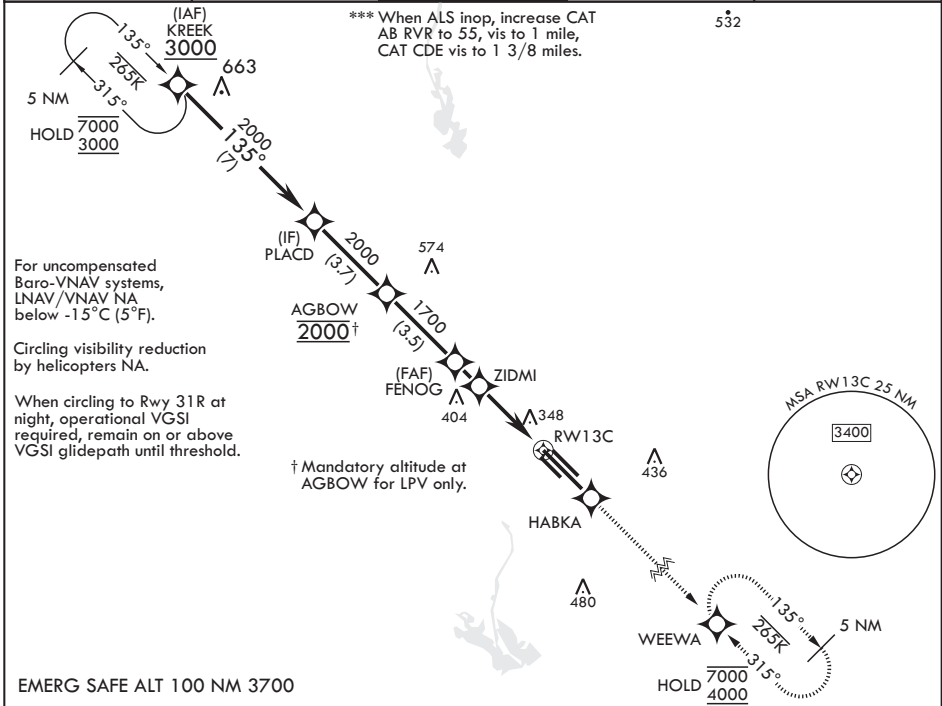 (IAF)
KREEK
3000
*** When ALS inop, increase CAT
AB RVR to 55, vis to 1 mile,
CAT CDE vis to 1 3/8 miles.
532
135°
265K
315°
5 NM
HOLD 7000
3000
663
2000
135°
(7)
(IF)
PLACD
2000
(3.7)
574
For uncompensated
Baro-VNAV systems,
LNAV/VNAV NA
below -15°C (5°F).
AGBOW
2000†
1700
(3.5)
Circling visibility reduction
by helicopters NA.
(FAF)
FENOG
ZIDMI
404
When circling to Rwy 31R at
night, operational VGSI
required, remain on or above
VGSI glidepath until threshold.
348
RW13C
436
MSA RW13C 25 NM
3400
† Mandatory altitude at
AGBOW for LPV only.
HABKA
480
WEEWA
135°
265K
315°
5 NM
HOLD 7000
4000
EMERG SAFE ALT 100 NM 3700